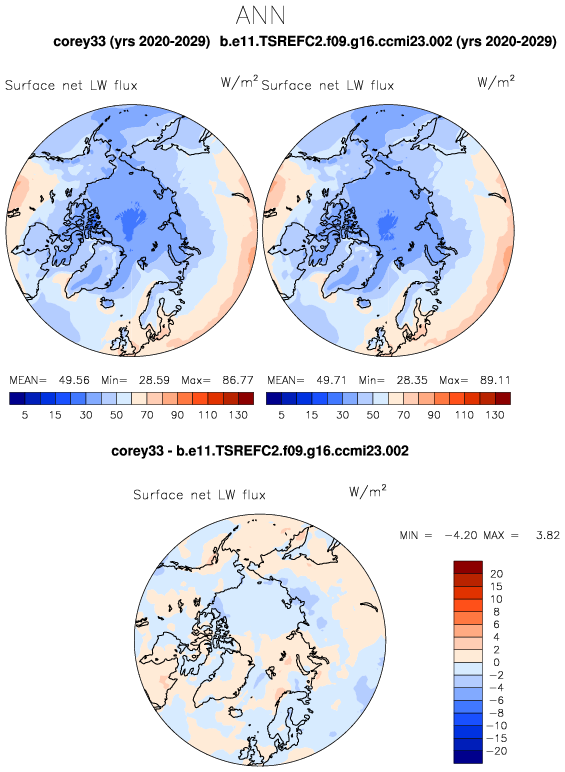 ANN
corey33 (yrs 2020-2029) b.e11.TSREFC2.f09.g16.ccmi23.002 (yrs 2020-2029)
Surface net LW flux W/m² Surface net LW flux W/m²
MEAN= 49.56 Min= 28.59 Max= 86.77 MEAN= 49.71 Min= 28.35 Max= 89.11
5 15 30 50 70 90 110 130 5 15 30 50 70 90 110 130
corey33 - b.e11.TSREFC2.f09.g16.ccmi23.002
Surface net LW flux W/m²
MIN = -4.20 MAX = 3.82
20
15
10
8
6
4
2
0
-2
-4
-6
-8
-10
-15
-20